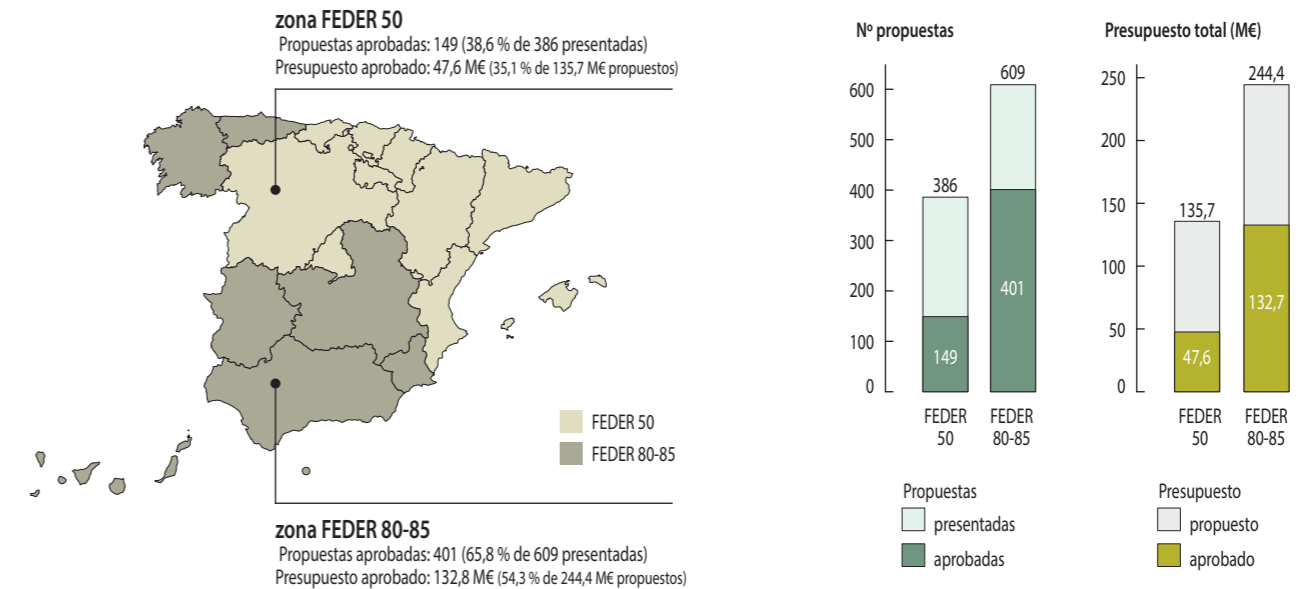 zona FEDER 50
Propuestas aprobadas: 149 (38,6 % de 386 presentadas)
Presupuesto aprobado: 47,6 M€ (35,1 % de 135,7 M€ propuestos)
FEDER 50
FEDER 80-85
zona FEDER 80-85
Propuestas aprobadas: 401 (65,8 % de 609 presentadas)
Presupuesto aprobado: 132,8 M€ (54,3 % de 244,4 M€ propuestos)
Nº propuestas
600
500
400
300
200
100
0
386
149
609
401
FEDER
50
FEDER
80-85
Propuestas
presentadas
aprobadas
Presupuesto total (M€)
250
200
150
100
50
0
135,7
47,6
244,4
132,7
FEDER
50
FEDER
80-85
Presupuesto
propuesto
aprobado